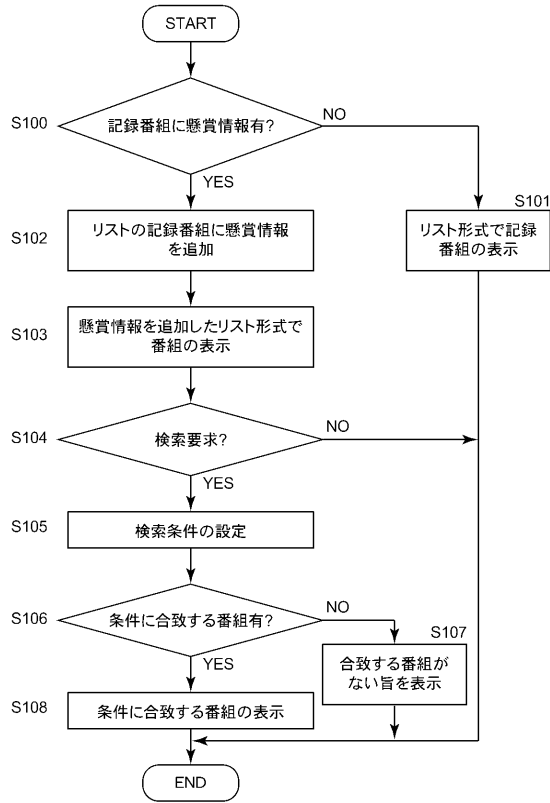 START
S100
記録番組に懸賞情報有?
NO
YES
S101
リスト形式で記録
番組の表示
S102
リストの記録番組に懸賞情報
を追加
S103
懸賞情報を追加したリスト形式で
番組の表示
S104
検索要求?
NO
YES
S105
検索条件の設定
S106
条件に合致する番組有?
NO
YES
S107
合致する番組が
ない旨を表示
S108
条件に合致する番組の表示
END